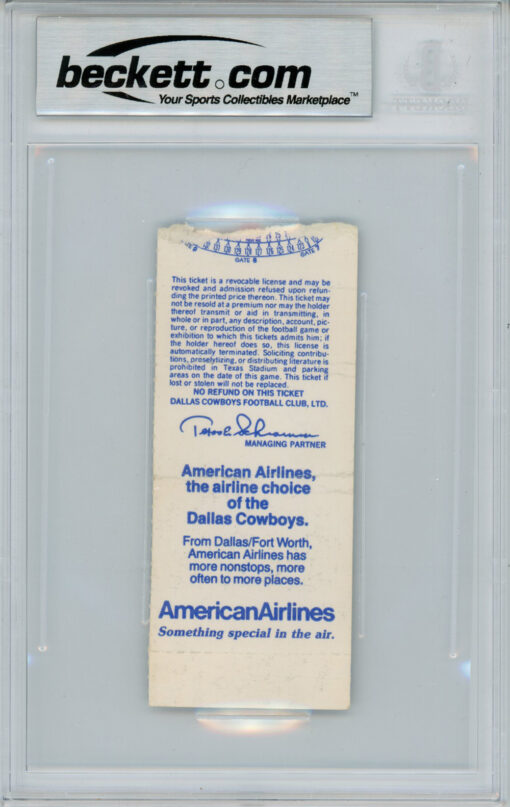 beckett.com
Your Sports Collectibles Marketplace™
GATE 8
This ticket is a revocable license and may be
revoked and admission refused upon refun-
ding the printed price thereon. This ticket may
not be resold at a premium nor may the holder
thereof transmit or aid in transmitting, in
whole or in part, any description, account, pic-
ture, or reproduction of the football game or
exhibition to which this tickets admits him; if
the holder hereof does so, this license is
automatically terminated. Soliciting contribu-
tions, proselytizing, or distributing literature is
prohibited in Texas Stadium and parking
areas on the date of this game. This ticket if
lost or stolen will not be replaced.
NO REFUND ON THIS TICKET
DALLAS COWBOYS FOOTBALL CLUB, LTD.
MANAGING PARTNER
American Airlines,
the airline choice
of the
Dallas Cowboys.
From Dallas/Fort Worth,
American Airlines has
more nonstops, more
often to more places.
AmericanAirlines
Something special in the air.